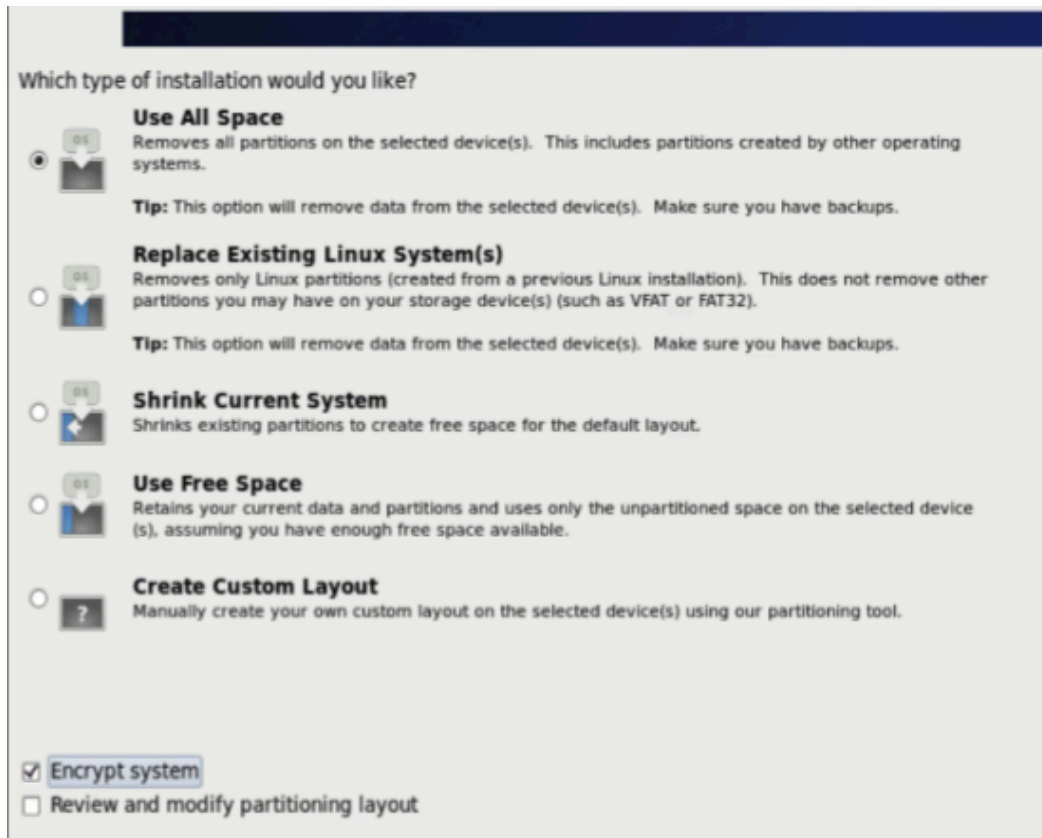 Which type of installation would you like?
Use All Space
Removes all partitions on the selected device(s). This includes partitions created by other operating
systems.
Tip: This option will remove data from the selected device(s). Make sure you have backups.
Replace Existing Linux System(s)
Removes only Linux partitions (created from a previous Linux installation). This does not remove other
partitions you may have on your storage device(s) (such as VFAT or FAT32).
Tip: This option will remove data from the selected device(s). Make sure you have backups.
Shrink Current System
Shrinks existing partitions to create free space for the default layout.
Use Free Space
Retains your current data and partitions and uses only the unpartitioned space on the selected device
(s), assuming you have enough free space available.
Create Custom Layout
?
Manually create your own custom layout on the selected device(s) using our partitioning tool.
Encrypt system
Review and modify partitioning layout